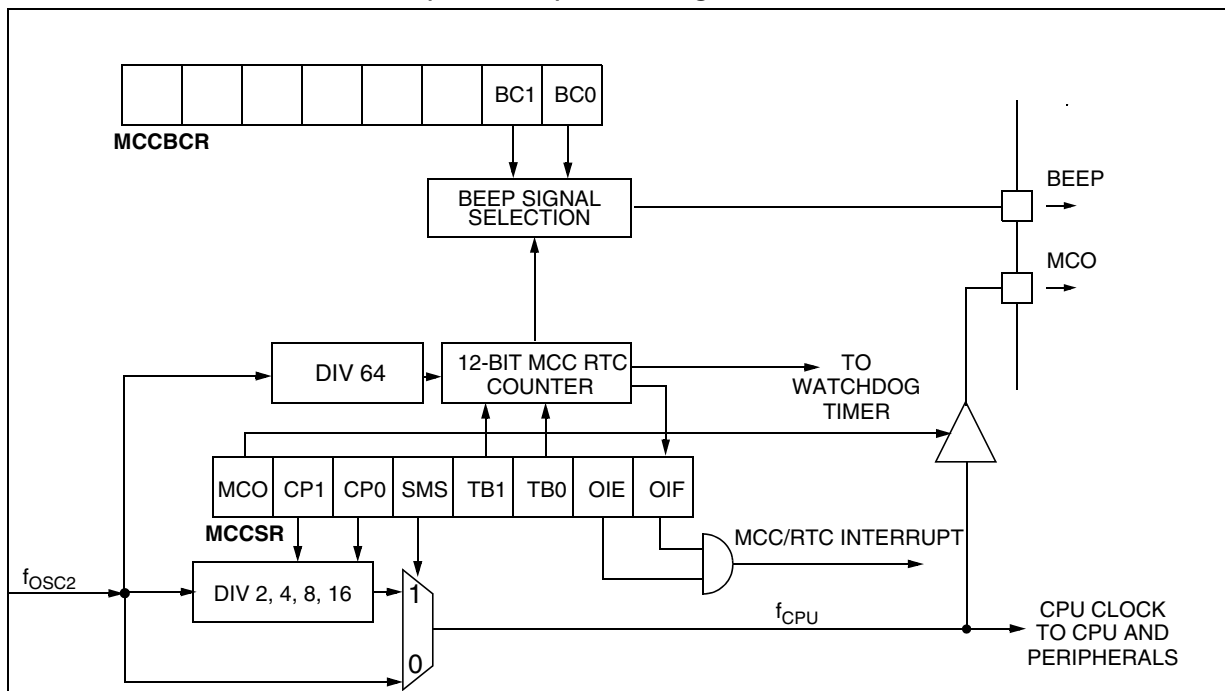 BC1 BC0
MCCBCR
BEEP SIGNAL
SELECTION
BEEP
MCO
DIV 64
12-BIT MCC RTC
COUNTER
TO
WATCHDOG
TIMER
MCO CP1 CP0 SMS TB1 TB0 OIE OIF
MCCSR
MCC/RTC INTERRUPT
fOSC2
DIV 2, 4, 8, 16
1
0
fCPU
CPU CLOCK
TO CPU AND
PERIPHERALS